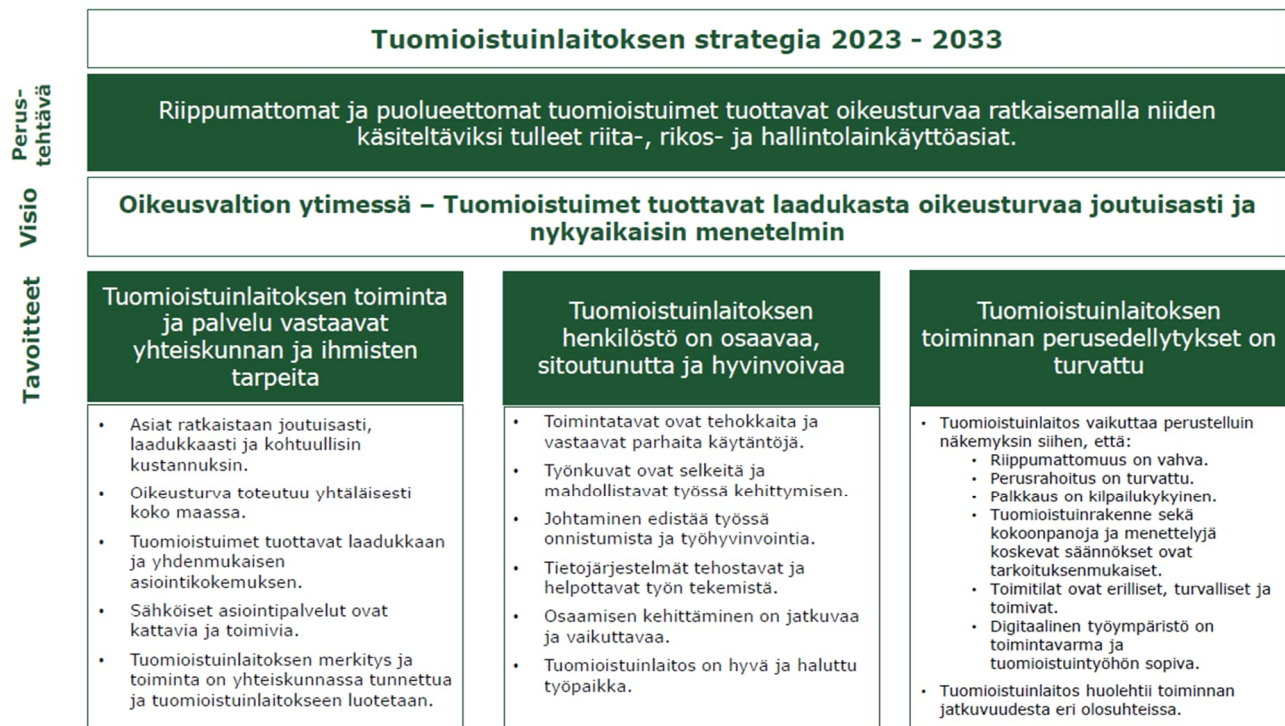 Tuomioistuinlaitoksen strategia 2023 - 2033
Perus-
tehtävä
Riippumattomat ja puolueettomat tuomioistuimet tuottavat oikeusturvaa ratkaisemalla niiden
käsiteltäviksi tulleet riita-, rikos- ja hallintolainkäyttöasiat.
Visio
Oikeusvaltion ytimessä – Tuomioistuimet tuottavat laadukasta oikeusturvaa joutuisasti ja
nykyaikaisin menetelmin
Tavoitteet
Tuomioistuinlaitoksen toiminta
ja palvelu vastaavat
yhteiskunnan ja ihmisten
tarpeita
• Asiat ratkaistaan joutuisasti,
laadukkaasti ja kohtuullisin
kustannuksin.
• Oikeusturva toteutuu yhtäläisesti
koko maassa.
• Tuomioistuimet tuottavat laadukkaan
ja yhdenmukaisen
asiointikokemuksen.
• Sähköiset asiointipalvelut ovat
kattavia ja toimivia.
• Tuomioistuinlaitoksen merkitys ja
toiminta on yhteiskunnassa tunnettua
ja tuomioistuinlaitokseen luotetaan.
Tuomioistuinlaitoksen
henkilöstö on osaavaa,
sitoutunutta ja hyvinvoivaa
• Toimintatavat ovat tehokkaita ja
vastaavat parhaita käytäntöjä.
• Työnkuvat ovat selkeitä ja
mahdollistavat työssä kehittymisen.
• Johtaminen edistää työssä
onnistumista ja työhyvinvointia.
• Tietojärjestelmät tehostavat ja
helpottavat työn tekemistä.
• Osaamisen kehittäminen on jatkuvaa
ja vaikuttavaa.
• Tuomioistuinlaitos on hyvä ja haluttu
työpaikka.
Tuomioistuinlaitoksen
toiminnan perusedellytykset on
turvattu
• Tuomioistuinlaitos vaikuttaa perustelluin
näkemyksin siihen, että:
• Riippumattomuus on vahva.
• Perusrahoitus on turvattu.
• Palkkaus on kilpailukykyinen.
• Tuomioistuinrakenne sekä
kokoonpanoja ja menettelyjä
koskevat säännökset ovat
tarkoituksenmukaiset.
• Toimitilat ovat erilliset, turvalliset ja
toimivat.
• Digitaalinen työympäristö on
toimintavarma ja
tuomioistuintyöhön sopiva.
• Tuomioistuinlaitos huolehtii toiminnan
jatkuvuudesta eri olosuhteissa.